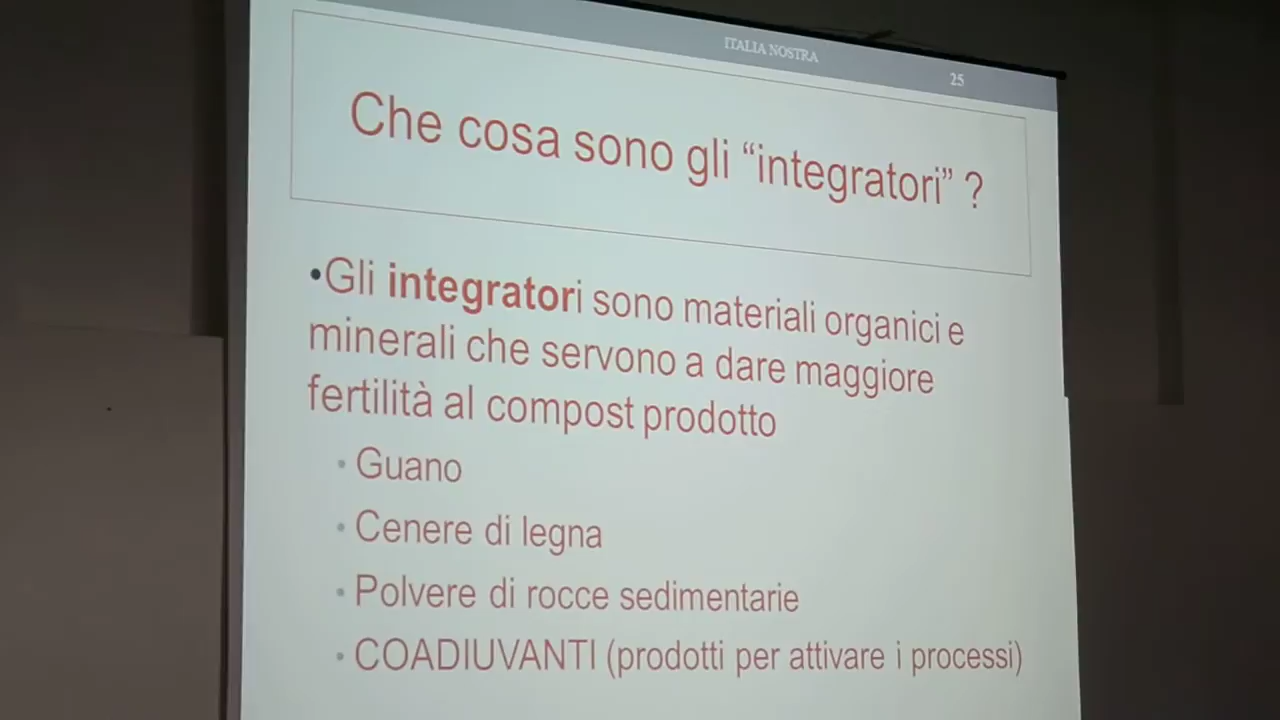 ITALIA NOSTRA
25
Che cosa sono gli “integratori” ?
•Gli integratori sono materiali organici e
minerali che servono a dare maggiore
fertilità al compost prodotto
• Guano
• Cenere di legna
• Polvere di rocce sedimentarie
• COADIUVANTI (prodotti per attivare i processi)